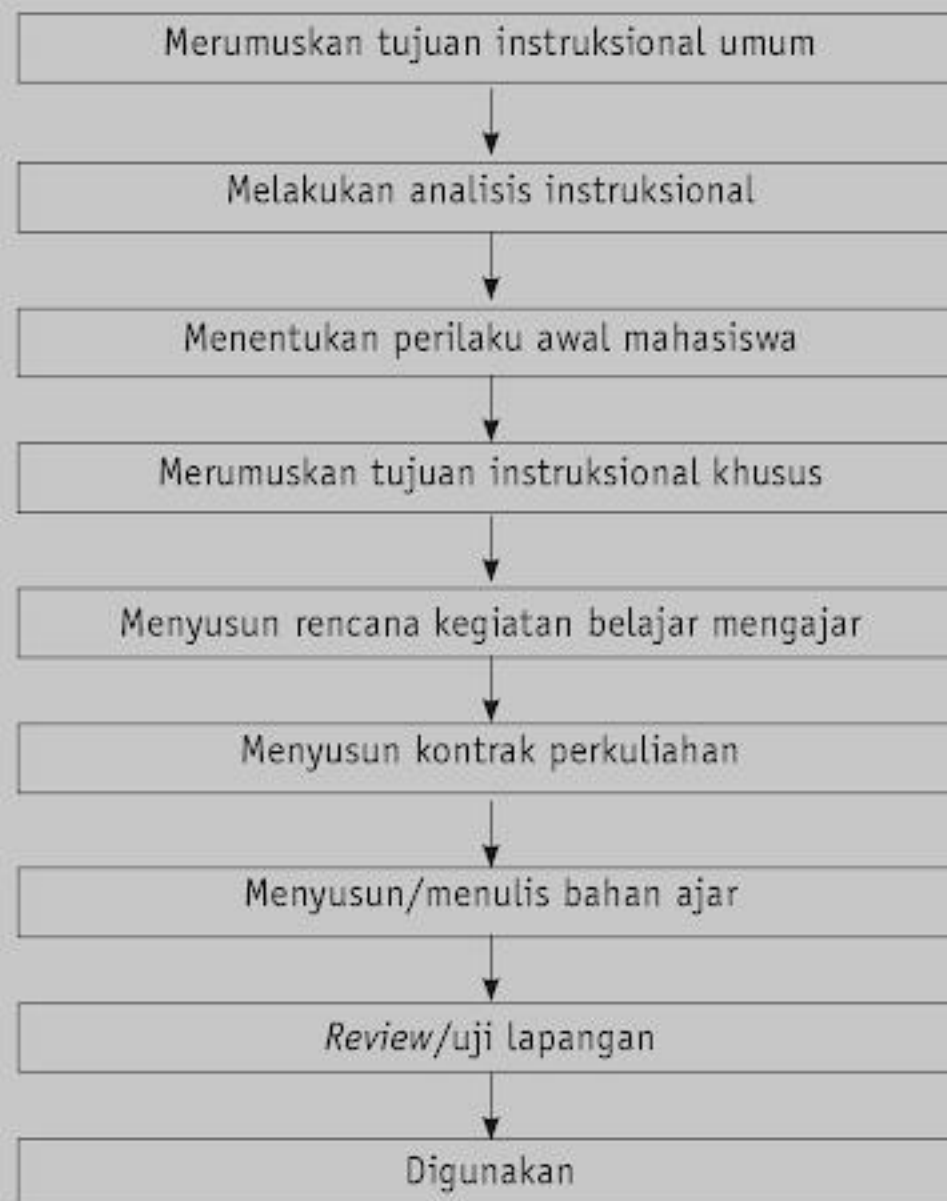 Merumuskan tujuan instruksional umum
Melakukan analisis instruksional
Menentukan perilaku awal mahasiswa
Merumuskan tujuan instruksional khusus
Menyusun rencana kegiatan belajar mengajar
Menyusun kontrak perkuliahan
Menyusun/menulis bahan ajar
Review/uji lapangan
Digunakan